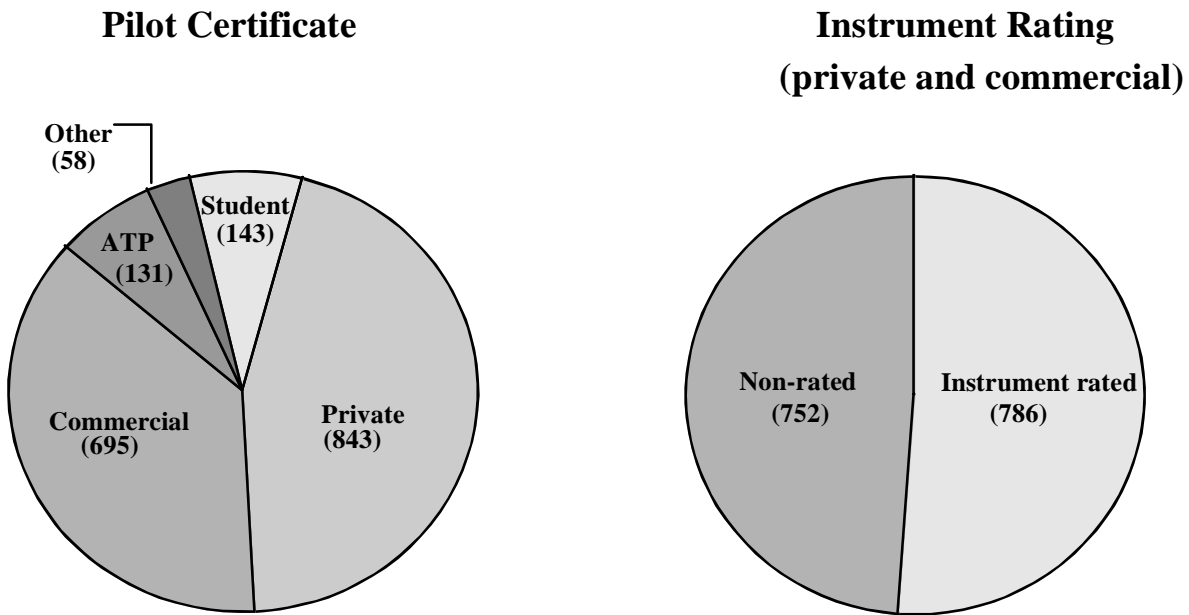 Pilot Certificate
Other
(58)
Student
(143)
ATP
(131)
Commercial
(695)
Private
(843)
Instrument Rating
(private and commercial)
Non-rated
(752)
Instrument rated
(786)